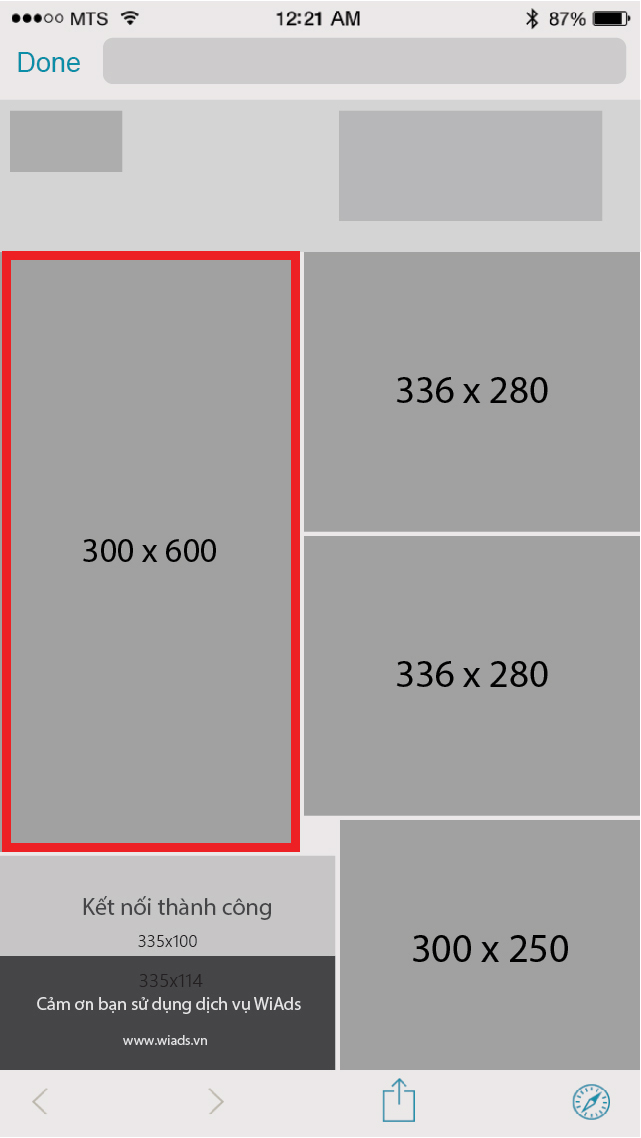 MTS 12:21 AM 87%
Done
300 x 600
336 x 280
336 x 280
300 x 250
Kết nối thành công
335x100
335x114
Cảm ơn bạn sử dụng dịch vụ WiAds
www.wiads.vn